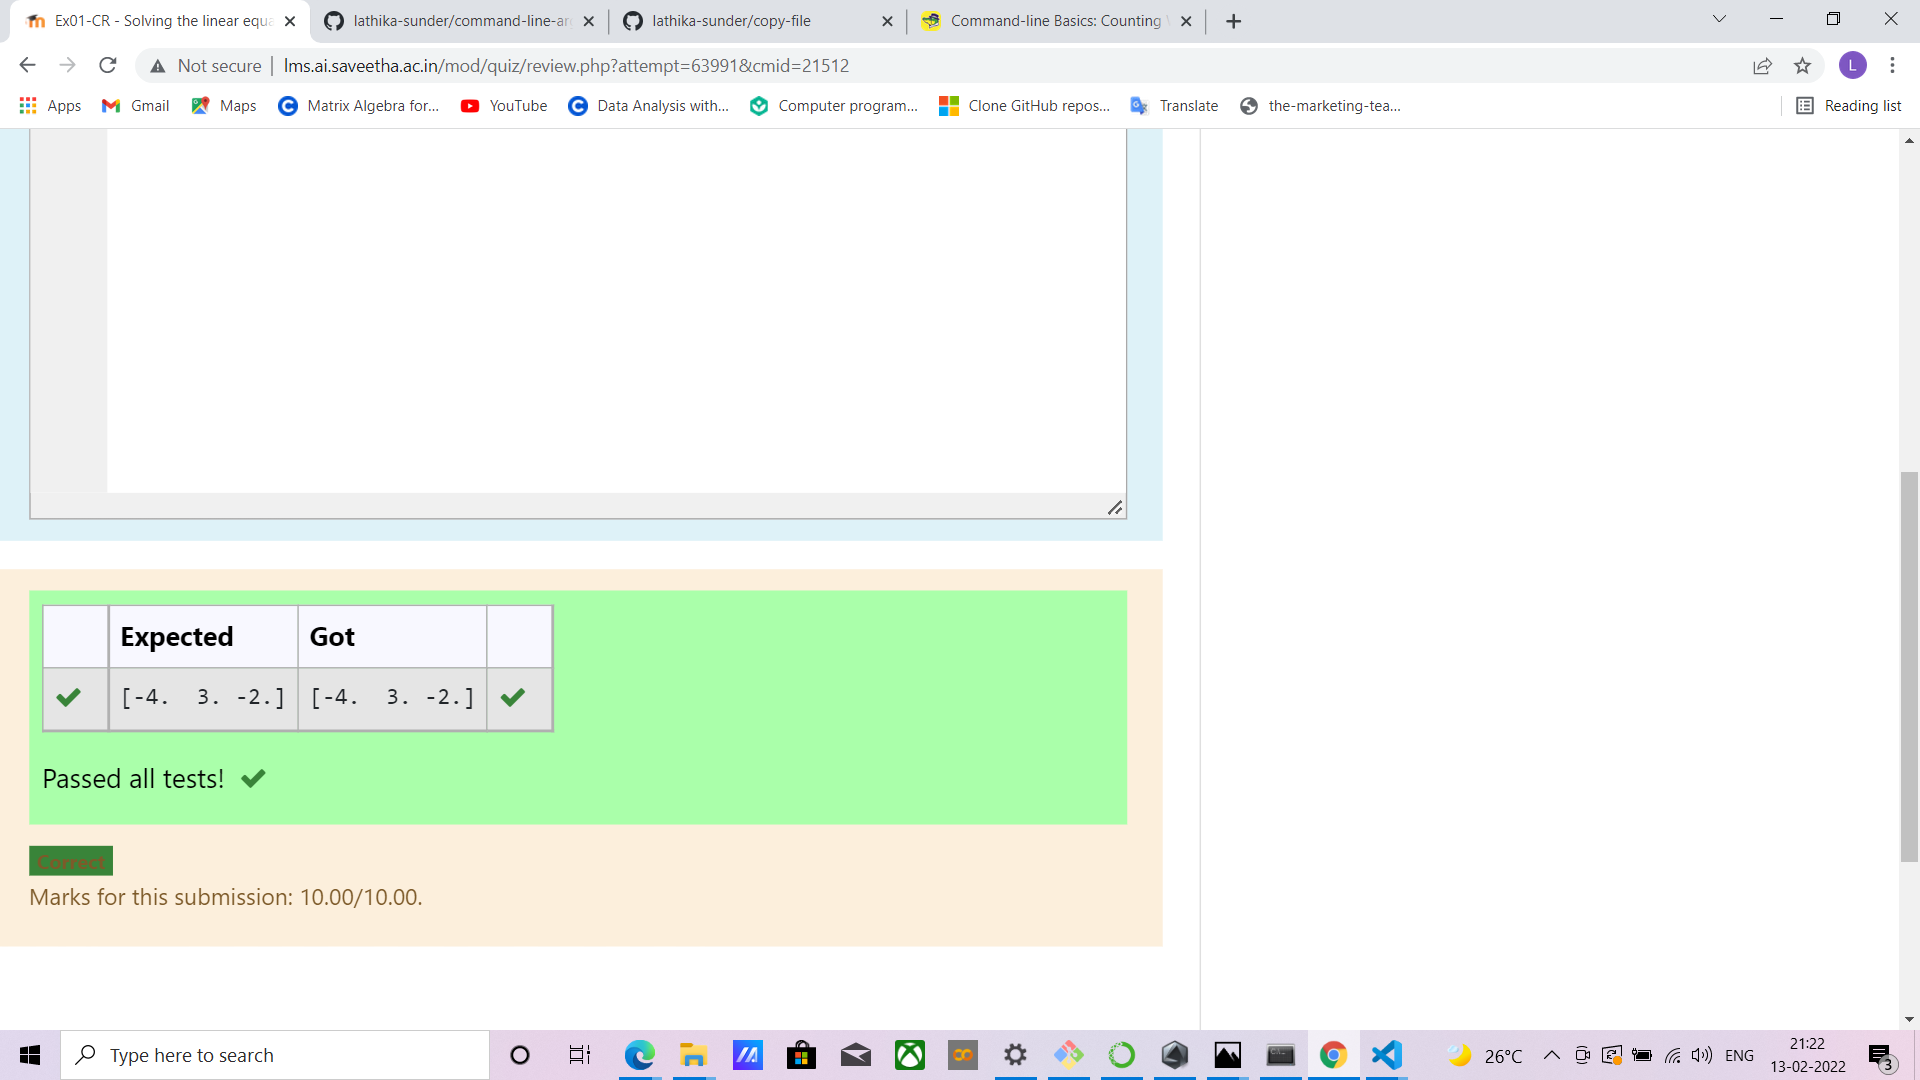 Ex01-CR - Solving the linear equa
lathika-sunder/command-line-ar
lathika-sunder/copy-file
Command-line Basics: Counting
Not secure | lms.ai.saveetha.ac.in/mod/quiz/review.php?attempt=63991&cmid=21512
L
Apps
Gmail
Maps
Matrix Algebra for...
YouTube
Data Analysis with...
Computer program...
Clone GitHub repos...
Translate
the-marketing-tea...
Reading list
Expected Got
[-4.  3. -2.] [-4.  3. -2.]
Passed all tests!
Correct
Marks for this submission: 10.00/10.00.
Type here to search
26°C
ENG
21:22
13-02-2022
3